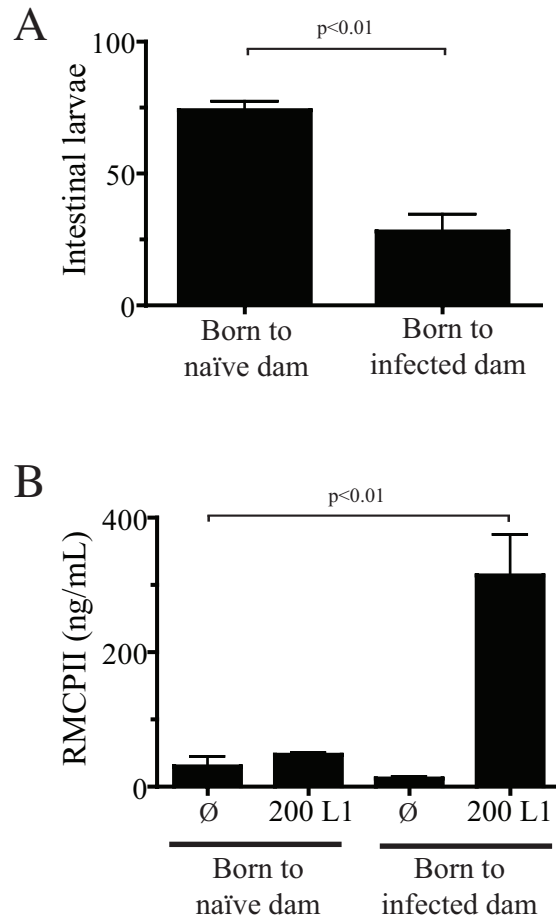 A
p<0.01
100
50
0
Intestinal larvae
Born to
naïve dam
Born to
infected dam
B
p<0.01
400
200
0
RMCPII (ng/mL)
Ø 200 L1 Ø 200 L1
Born to
naïve dam
Born to
infected dam